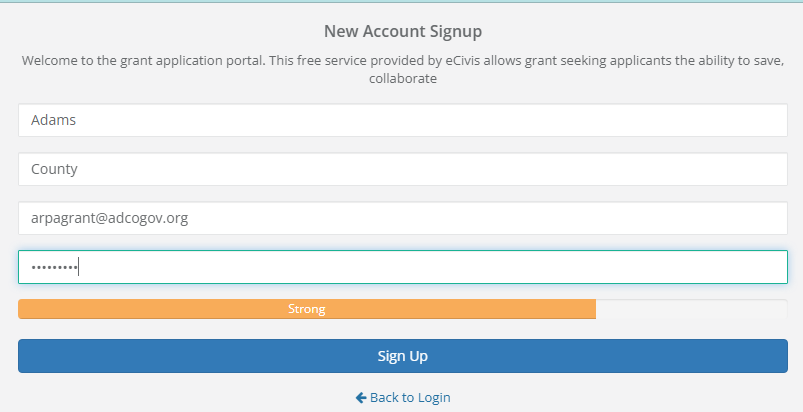 New Account Signup
Welcome to the grant application portal. This free service provided by eCivis allows grant seeking applicants the ability to save,
collaborate
Adams
County
arpagrant@adcogov.org
•••••••••
Strong
Sign Up
Back to Login